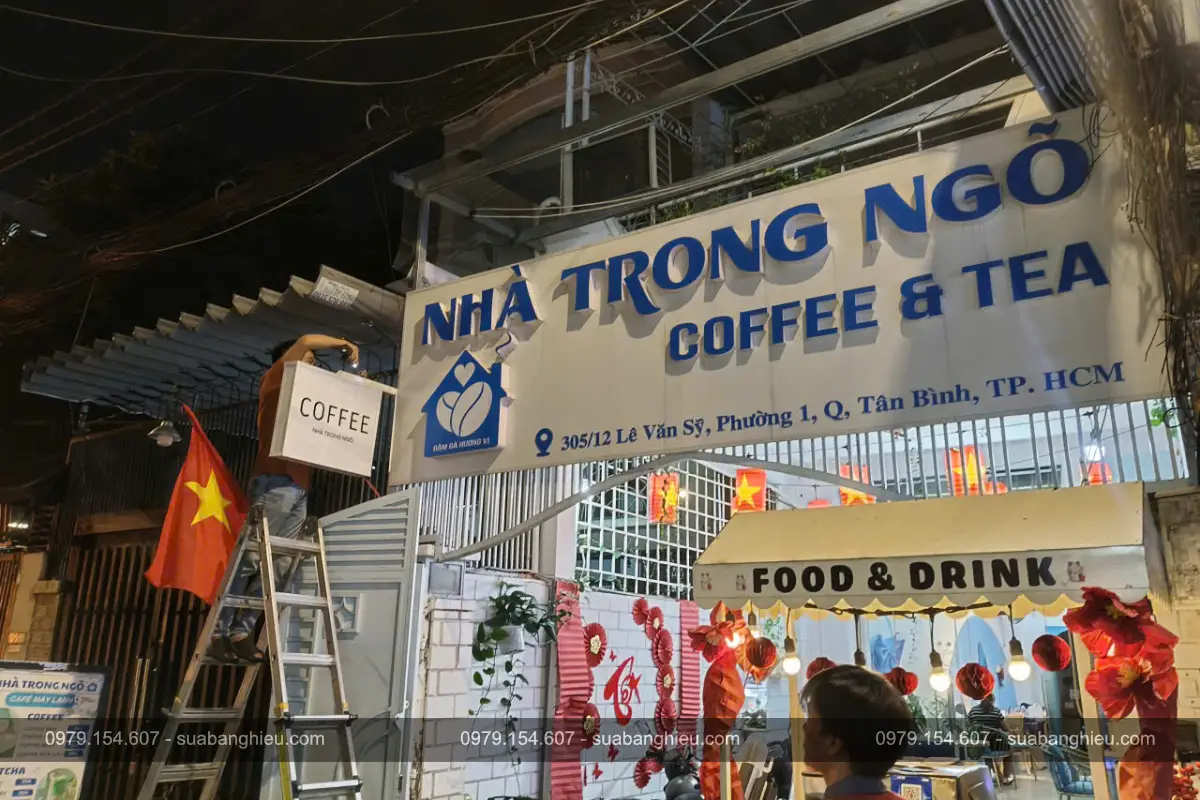 NHÀ TRONG NGÕ
COFFEE & TEA
ĐẬM ĐÀ HƯƠNG VỊ
305/12 Lê Văn Sỹ, Phường 1, Q, Tân Bình, TP. HCM
COFFEE
NHÀ TRONG NGÕ
FOOD & DRINK
NHÀ TRONG NGÕ
CAFÉ MÁY LẠNH
COFFEE
0979.154.607 - suabanghieu.com
0979.154.607 - suabanghieu.com
0979.154.607 - suabanghieu.com